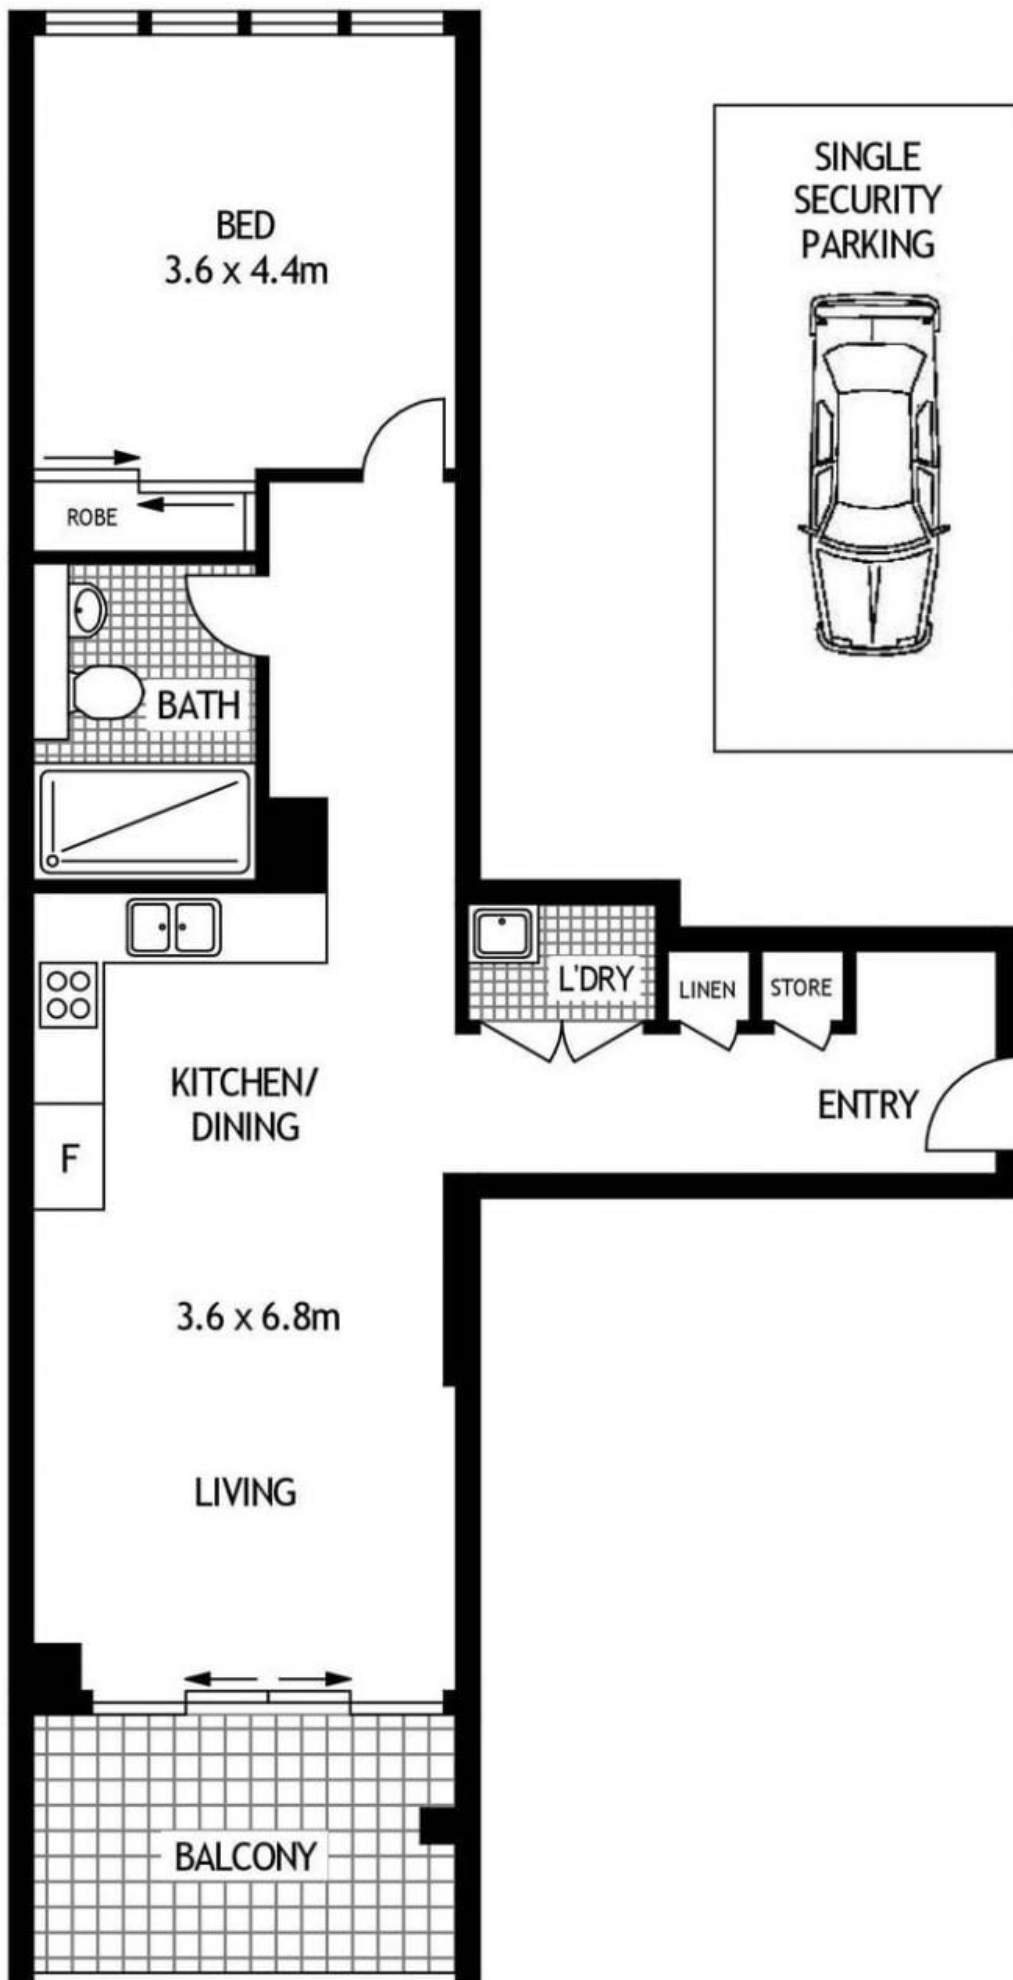 BED
3.6 x 4.4m
SINGLE
SECURITY
PARKING
ROBE
BATH
L'DRY
LINEN
STORE
KITCHEN/
DINING
ENTRY
F
3.6 x 6.8m
LIVING
BALCONY